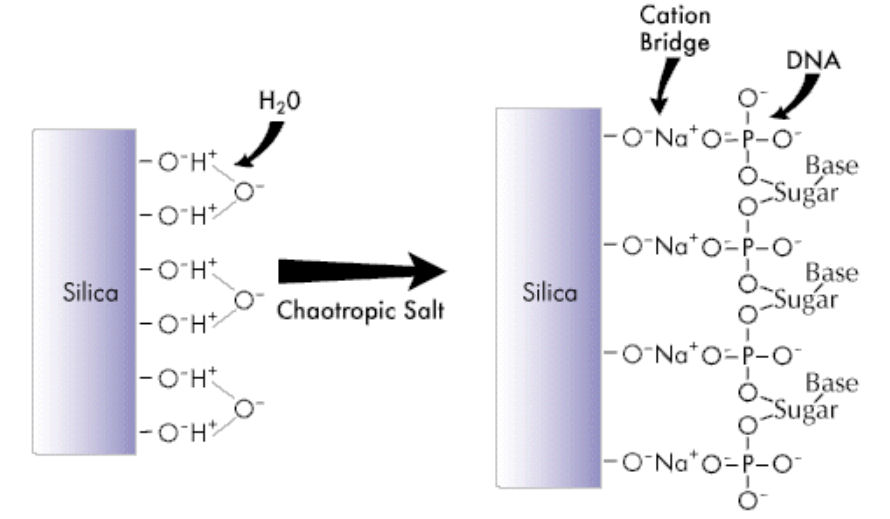 H₂0
-O⁻H⁺
O⁻
-O⁻H⁺
-O⁻H⁺
O⁻
-O⁻H⁺
-O⁻H⁺
O⁻
-O⁻H⁺
Silica
Chaotropic Salt
Cation
Bridge
DNA
O⁻
-O⁻Na⁺O⁻-P-O⁻
O
Base
Sugar
O
-O⁻Na⁺O⁻-P-O⁻
O
Base
Sugar
O
Silica
-O⁻Na⁺O⁻-P-O⁻
O
Base
Sugar
O
-O⁻Na⁺O⁻-P-O⁻
O⁻